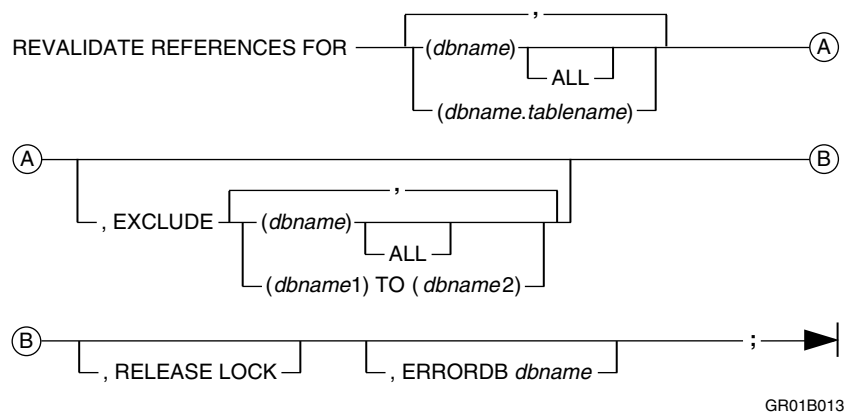 ,
REVALIDATE REFERENCES FOR (dbname) A
ALL
(dbname.tablename)
A B
,
, EXCLUDE (dbname)
ALL
(dbname1) TO ( dbname2)
B ;
, RELEASE LOCK , ERRORDB dbname
GR01B013